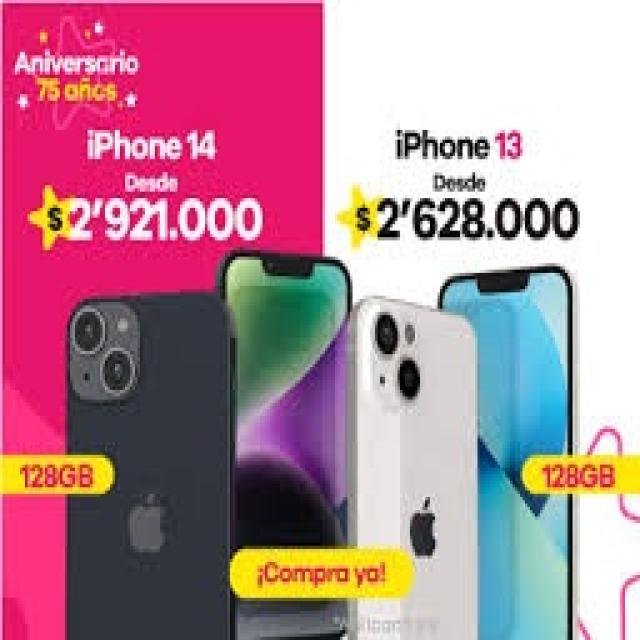 Aniversario
75 años
iPhone 14
Desde
$2'921.000
128GB
iPhone 13
Desde
$2'628.000
128GB
¡Compra ya!